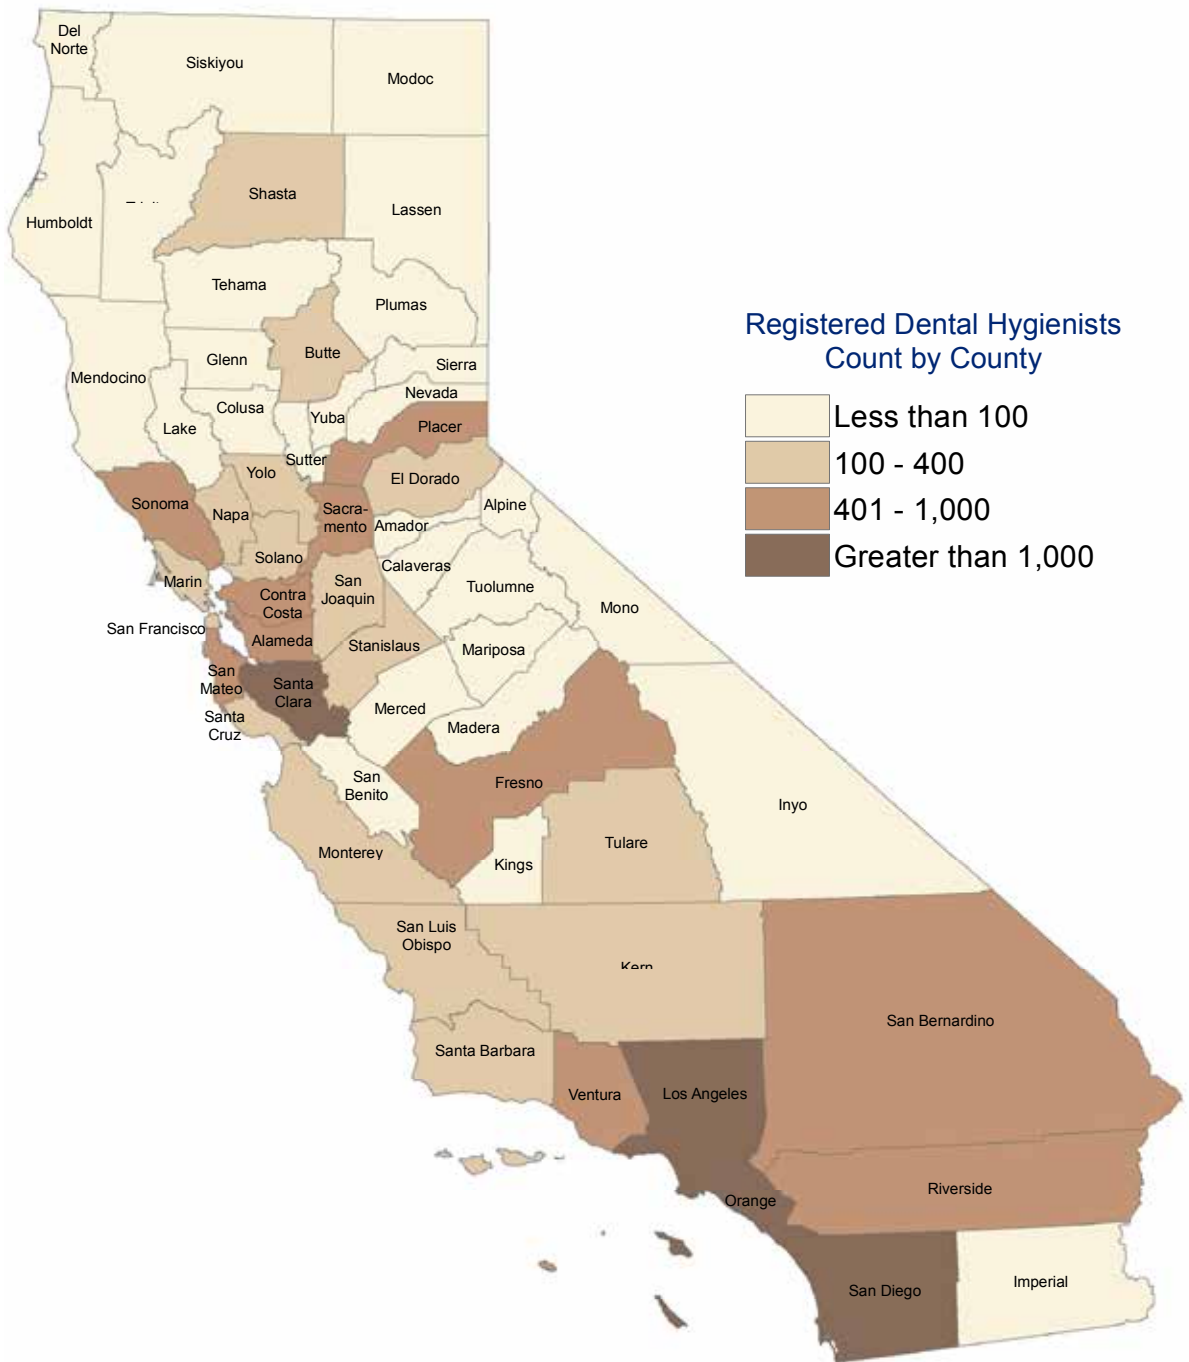 Del
Norte
Siskiyou
Modoc
Shasta
Humboldt
Lassen
Tehama
Plumas
Registered Dental Hygienists
Count by County
Less than 100
100 - 400
401 - 1,000
Greater than 1,000
Butte
Glenn
Sierra
Mendocino
Nevada
Colusa
Yuba
Lake
Placer
Sutter
Yolo
El Dorado
Sonoma
Napa
Sacra-
mento
Alpine
Amador
Solano
Calaveras
Marin
San
Joaquin
Tuolumne
Contra
Costa
Mono
San Francisco
Alameda
Stanislaus
Mariposa
San
Mateo
Santa
Clara
Merced
Santa
Cruz
Madera
San
Benito
Fresno
Inyo
Monterey
Tulare
Kings
San Luis
Obispo
Kern
San Bernardino
Santa Barbara
Ventura
Los Angeles
Riverside
Orange
San Diego
Imperial